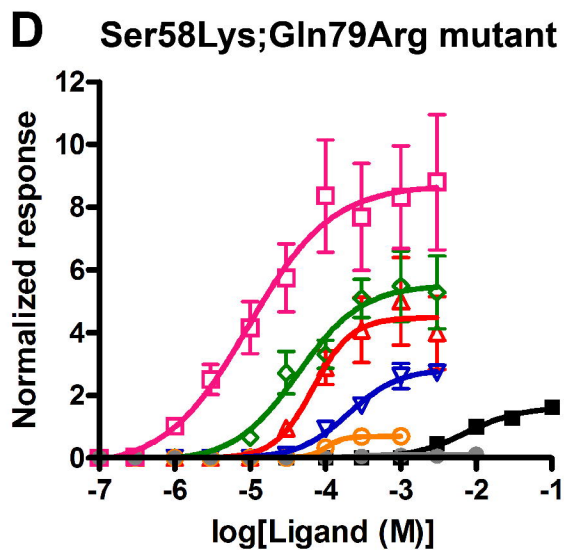 D Ser58Lys;Gln79Arg mutant
Normalized response
12
10
8
6
4
2
0
-7 -6 -5 -4 -3 -2 -1
log[Ligand (M)]